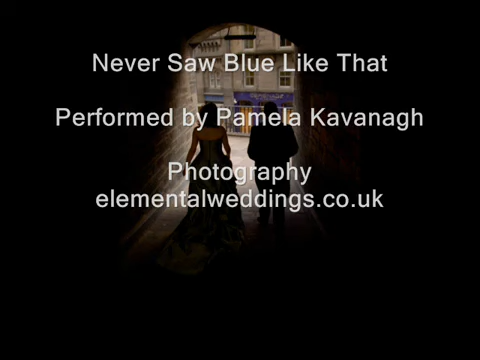 Never Saw Blue Like That
Performed by Pamela Kavanagh
Photography
elementalweddings.co.uk